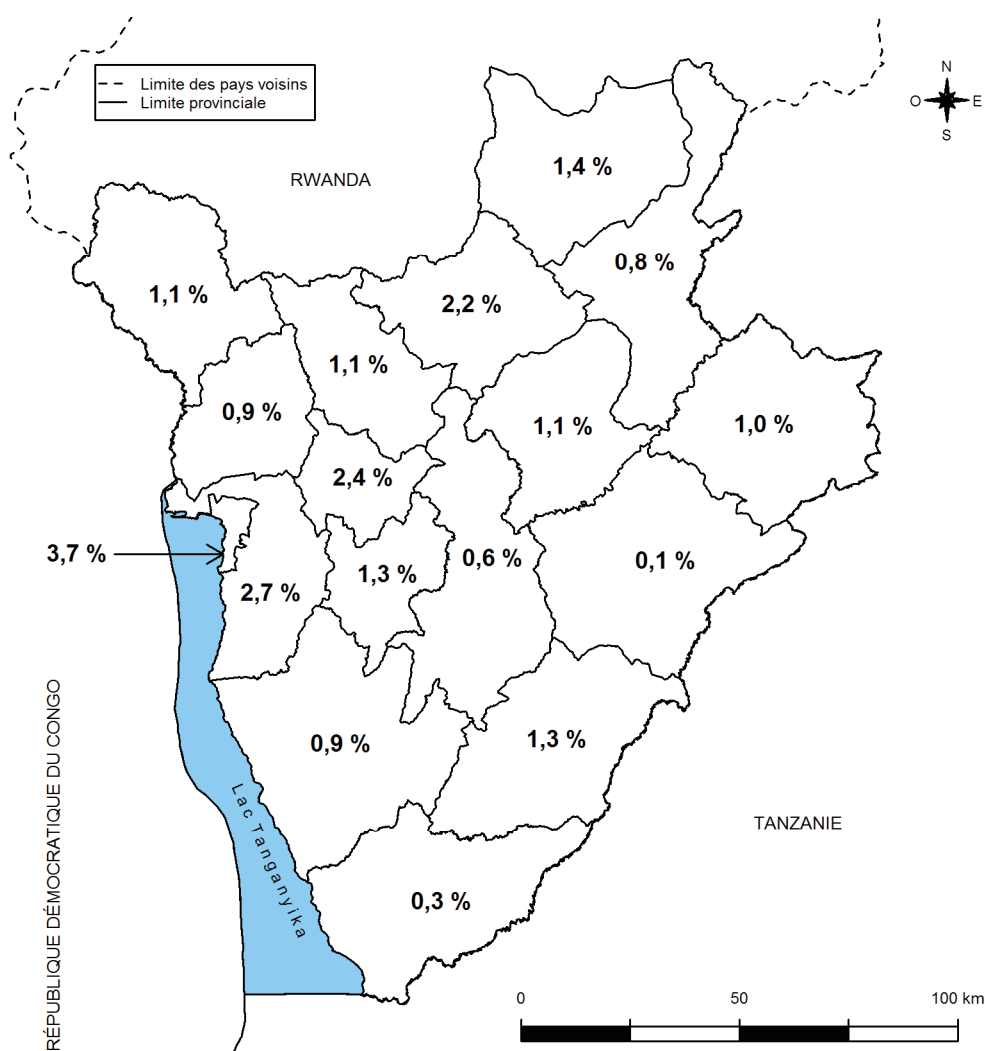 Limite des pays voisins
Limite provinciale
N
O
E
S
RWANDA
1,4 %
0,8 %
1,1 %
2,2 %
1,1 %
0,9 %
1,1 %
1,0 %
2,4 %
3,7 %
2,7 %
1,3 %
0,6 %
0,1 %
0,9 %
1,3 %
RÉPUBLIQUE DÉMOCRATIQUE DU CONGO
Lac Tanganyika
TANZANIE
0,3 %
0
50
100 km